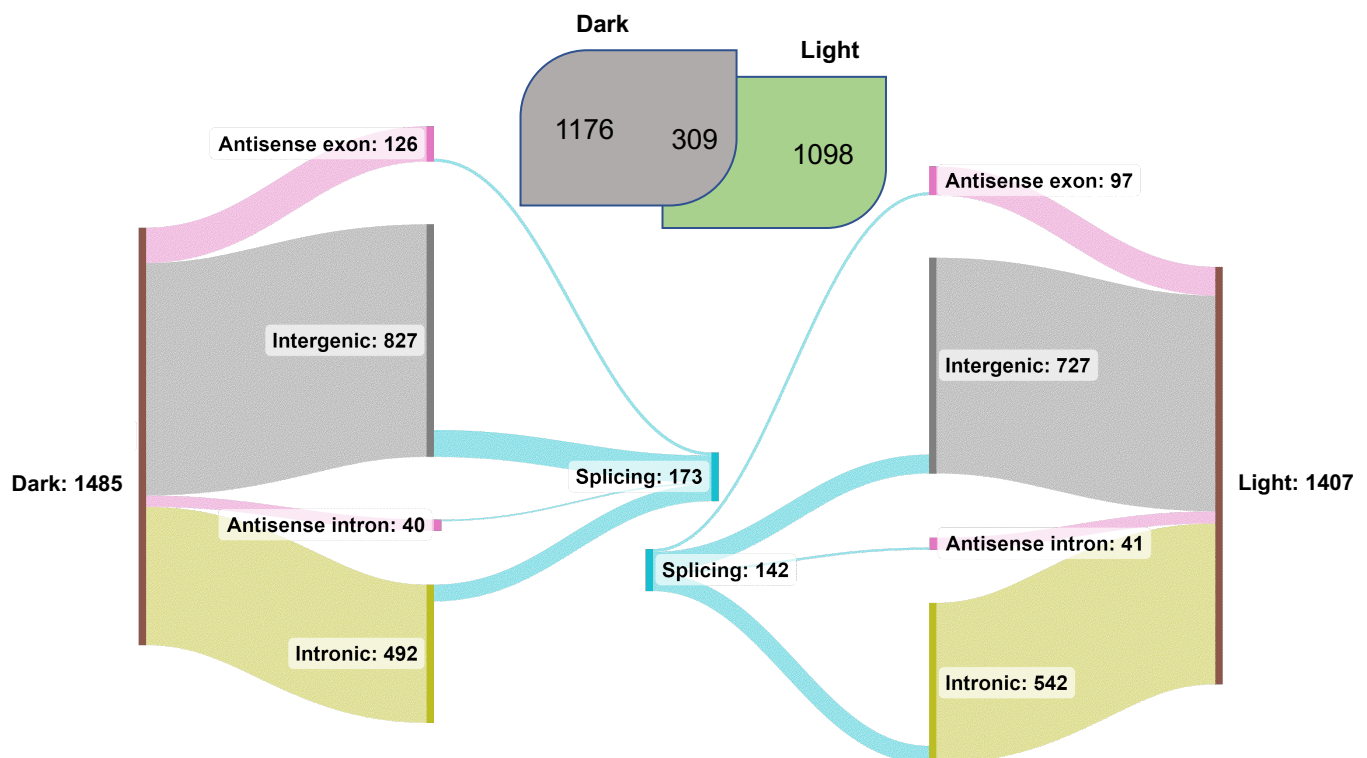 Dark
Light
1176
309
1098
Antisense exon: 126
Antisense exon: 97
Intergenic: 827
Intergenic: 727
Splicing: 173
Dark: 1485
Light: 1407
Antisense intron: 40
Antisense intron: 41
Splicing: 142
Intronic: 492
Intronic: 542